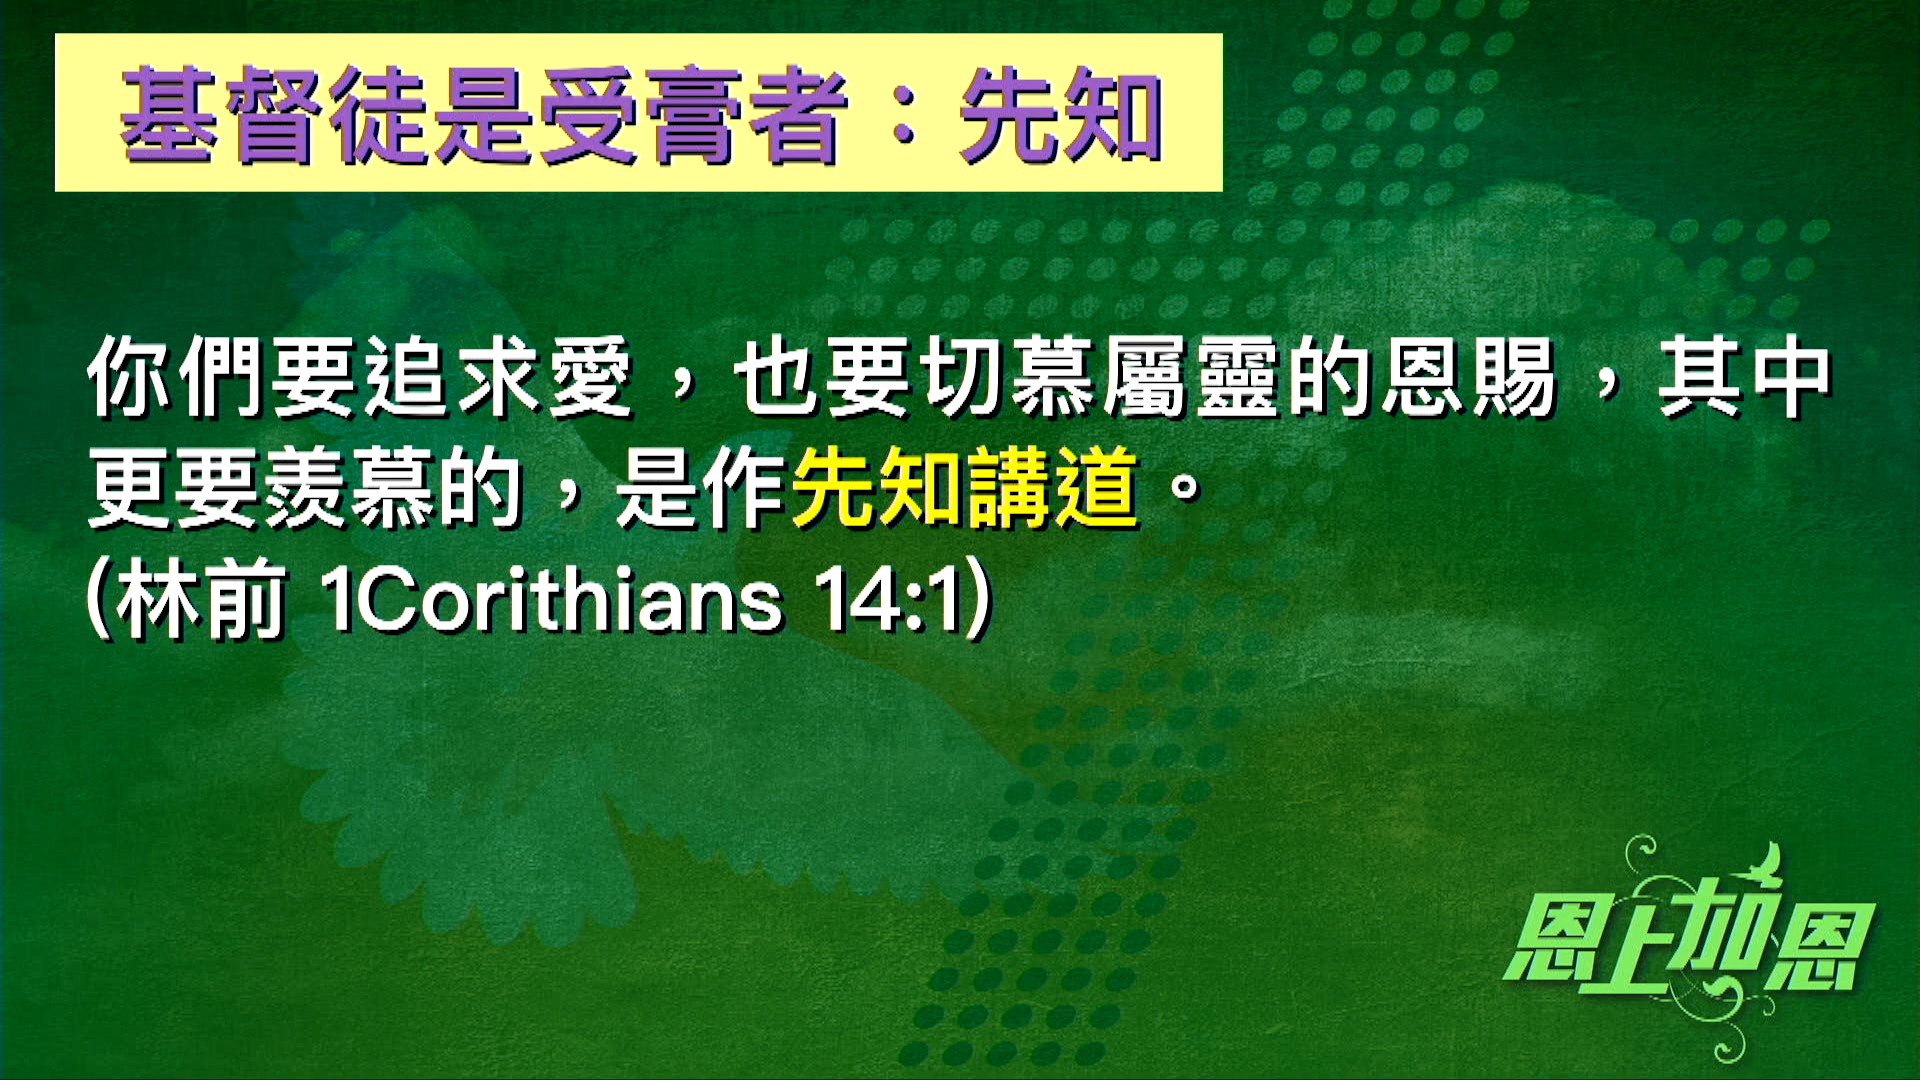 基督徒是受膏者：先知
你們要追求愛，也要切慕屬靈的恩賜，其中
更要羨慕的，是作先知講道。
(林前 1Corithians 14:1)
恩上加恩